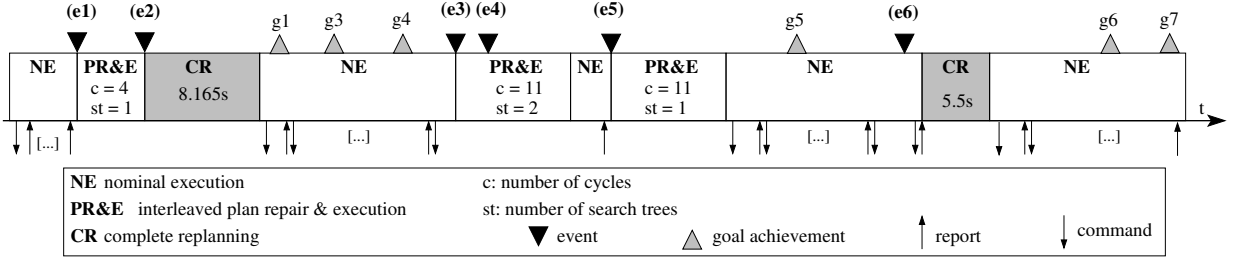 (e1) (e2) g1 g3 g4 (e3) (e4) (e5) g5 (e6) g6 g7
NE PR&E CR NE PR&E NE PR&E NE CR NE
c = 4 8.165s c = 11 c = 11 5.5s
st = 1 st = 2 st = 1
t
[...] [...] [...] [...]
NE nominal execution c: number of cycles
PR&E interleaved plan repair & execution st: number of search trees
CR complete replanning event goal achievement report command